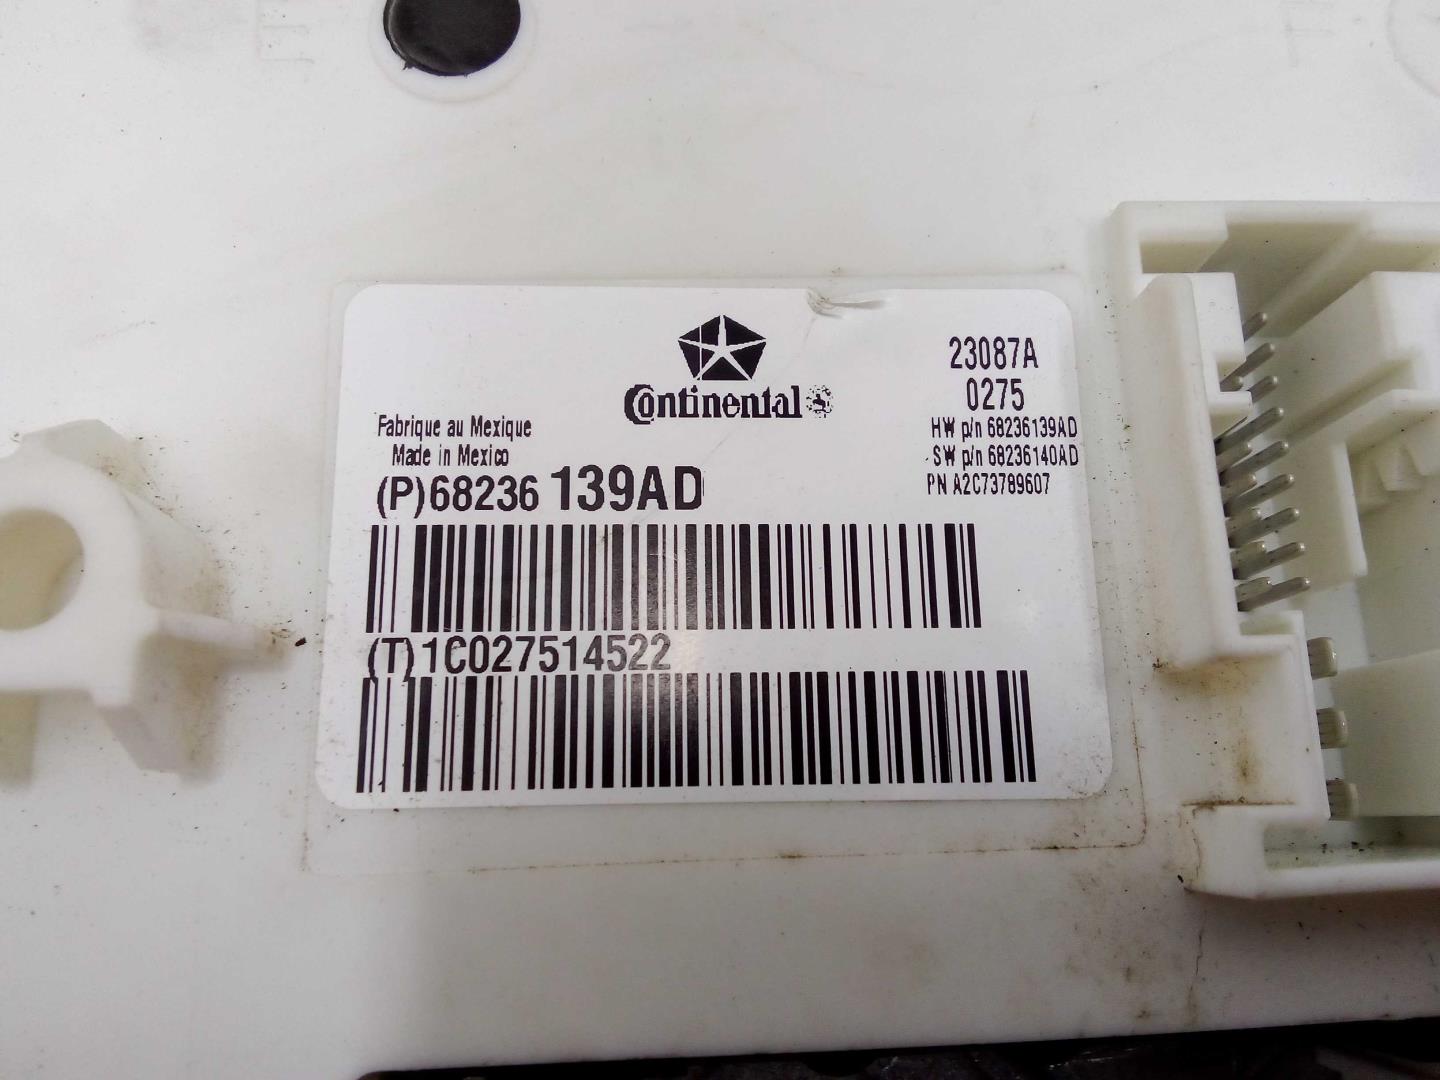 Continental
23087A
0275
HW p/n 68236139AD
SW p/n 68236140AD
PN A2C73789607
Fabrique au Mexique
Made in Mexico
(P)68236 139AD
(T)1C027514522